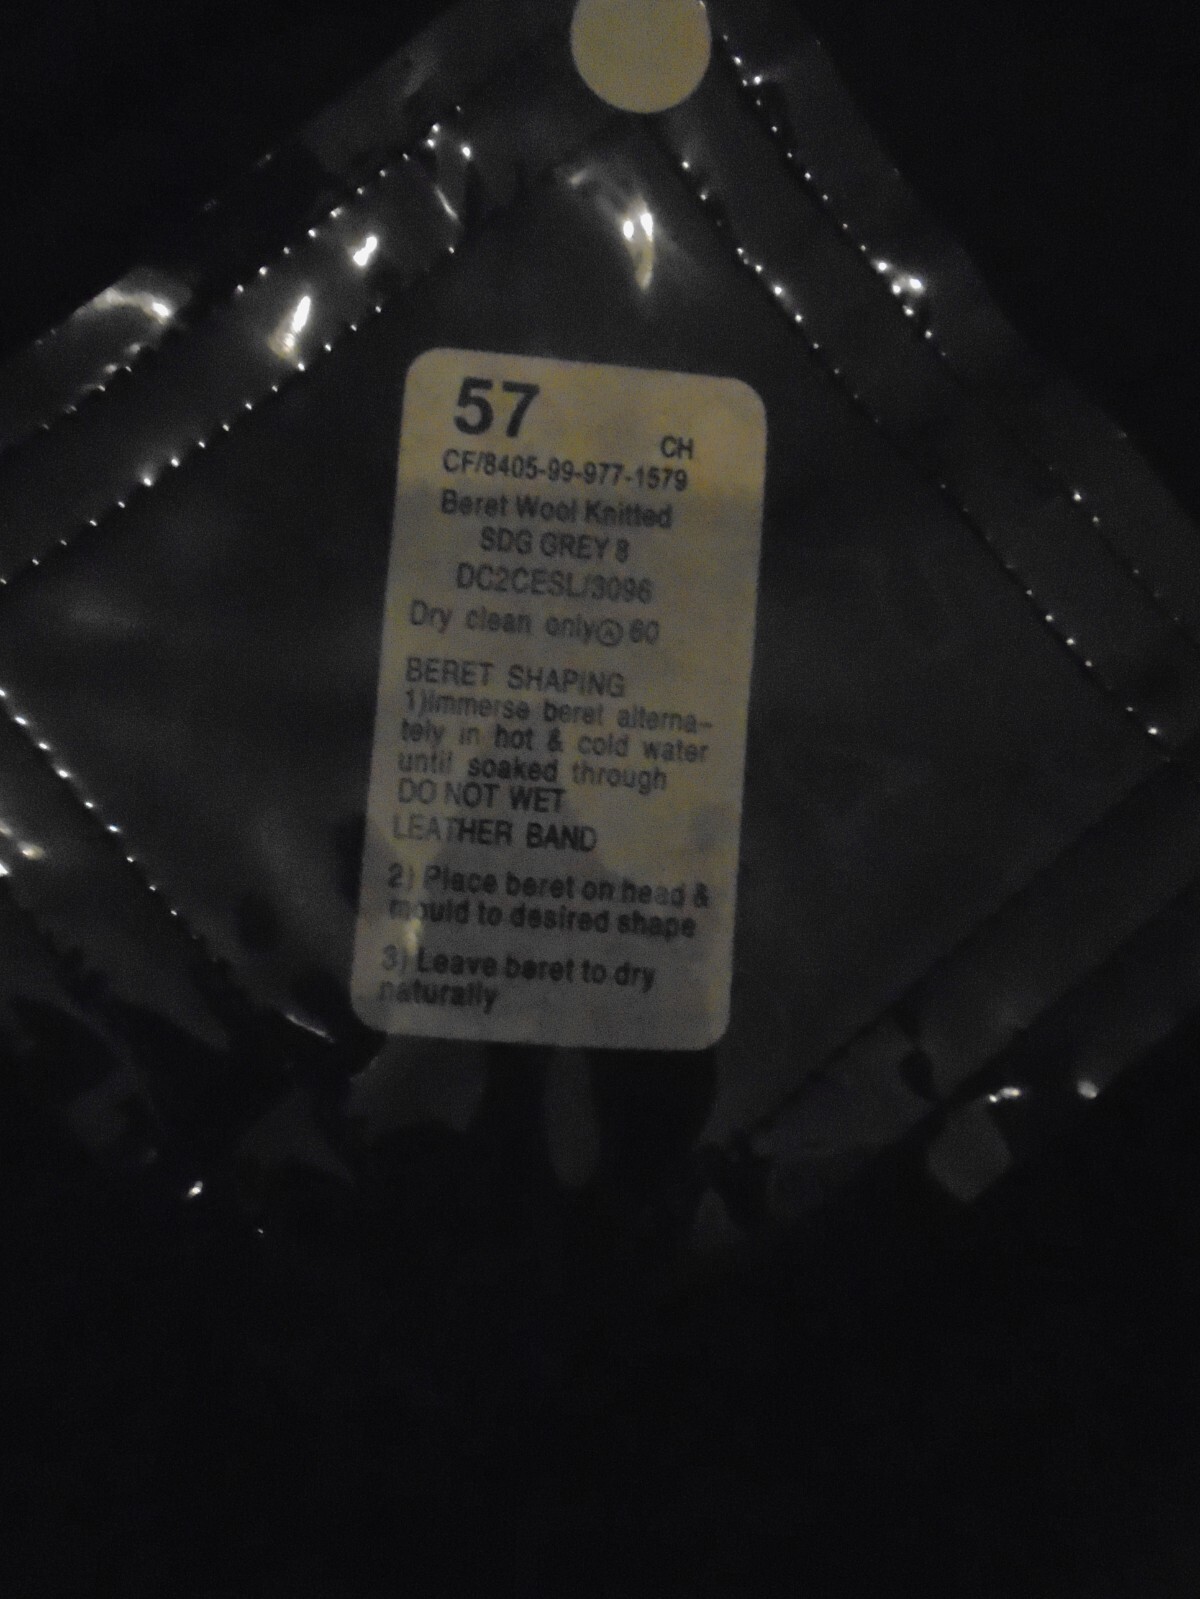 57
CH
CF/8405-99-977-1579
Beret Wool Knitted
SDG GREY 8
DC2CESL/3096
Dry clean only Ⓐ 60
BERET SHAPING
1)Immerse beret alterna-
tely in hot & cold water
until soaked through
DO NOT WET
LEATHER BAND
2) Place beret on head &
mould to desired shape
3) Leave beret to dry
naturally